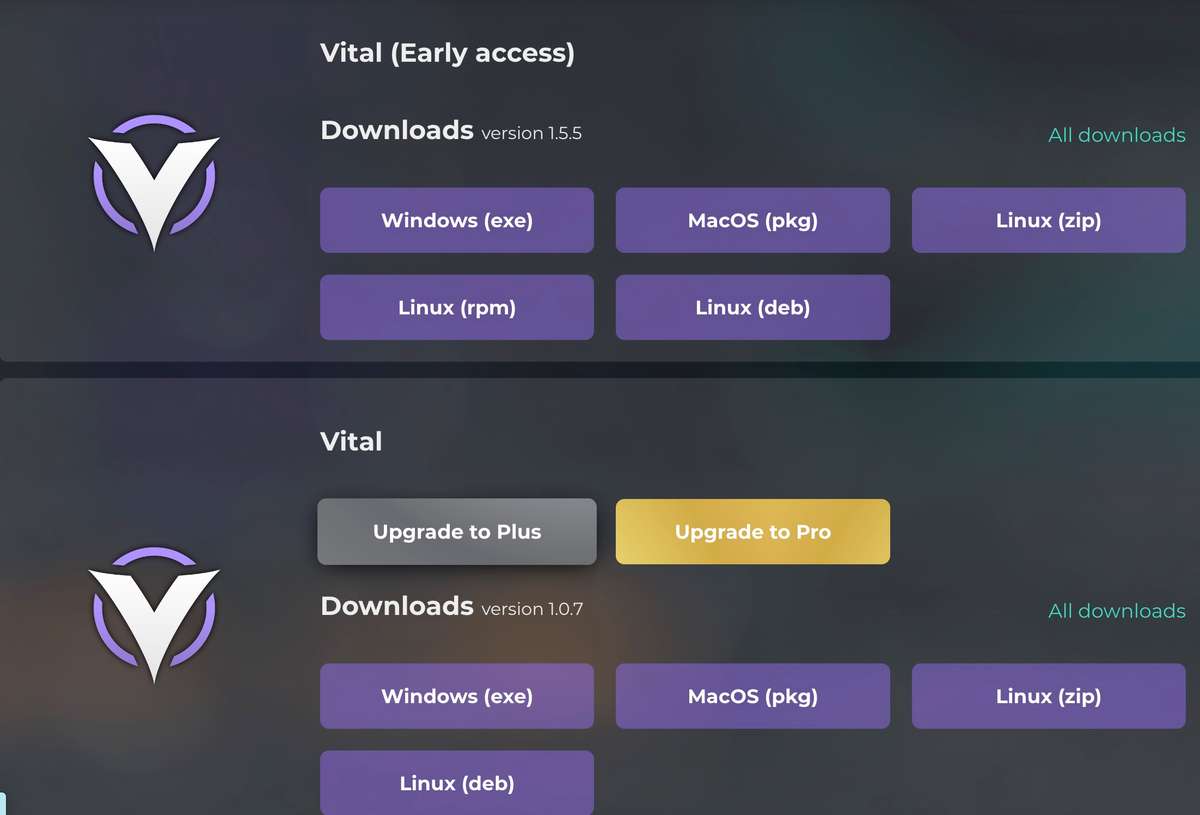 Vital (Early access)
Downloads version 1.5.5
All downloads
Windows (exe)
MacOS (pkg)
Linux (zip)
Linux (rpm)
Linux (deb)
Vital
Upgrade to Plus
Upgrade to Pro
Downloads version 1.0.7
All downloads
Windows (exe)
MacOS (pkg)
Linux (zip)
Linux (deb)